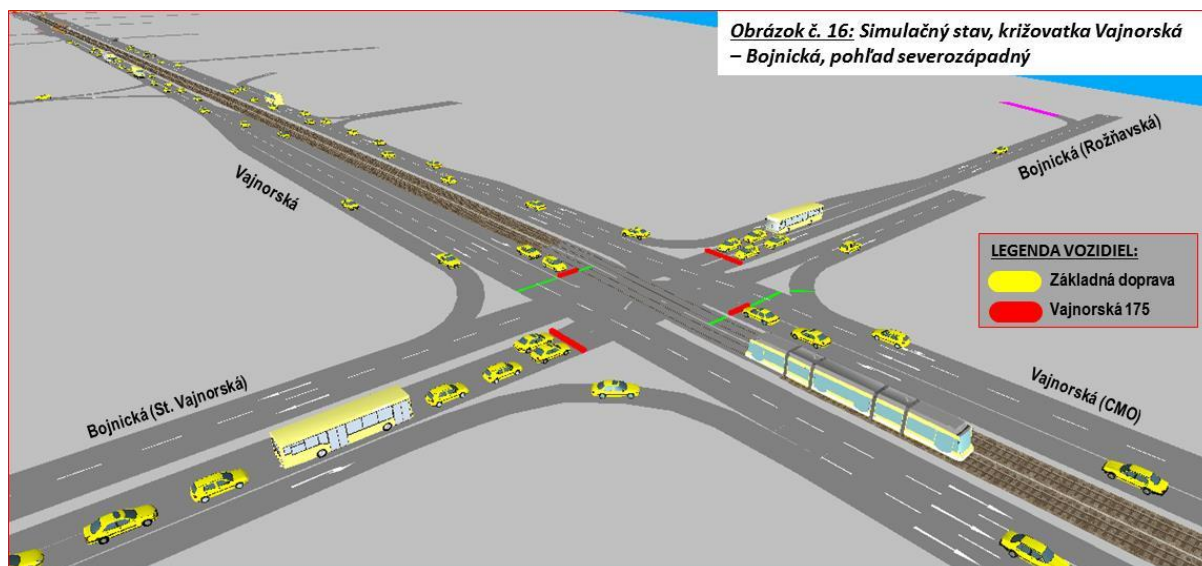 Obrázok č. 16: Simulačný stav, križovatka Vajnorská
– Bojnická, pohľad severozápadný
Bojnická (Rožňavská)
Vajnorská
LEGENDA VOZIDIEL:
Základná doprava
Vajnorská 175
Bojnická (St. Vajnorská)
Vajnorská (CMO)